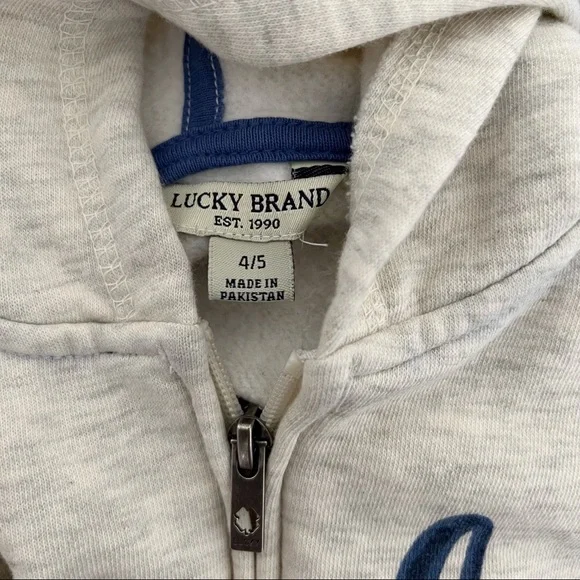 LUCKY BRAND
EST. 1990
4/5
MADE IN
PAKISTAN